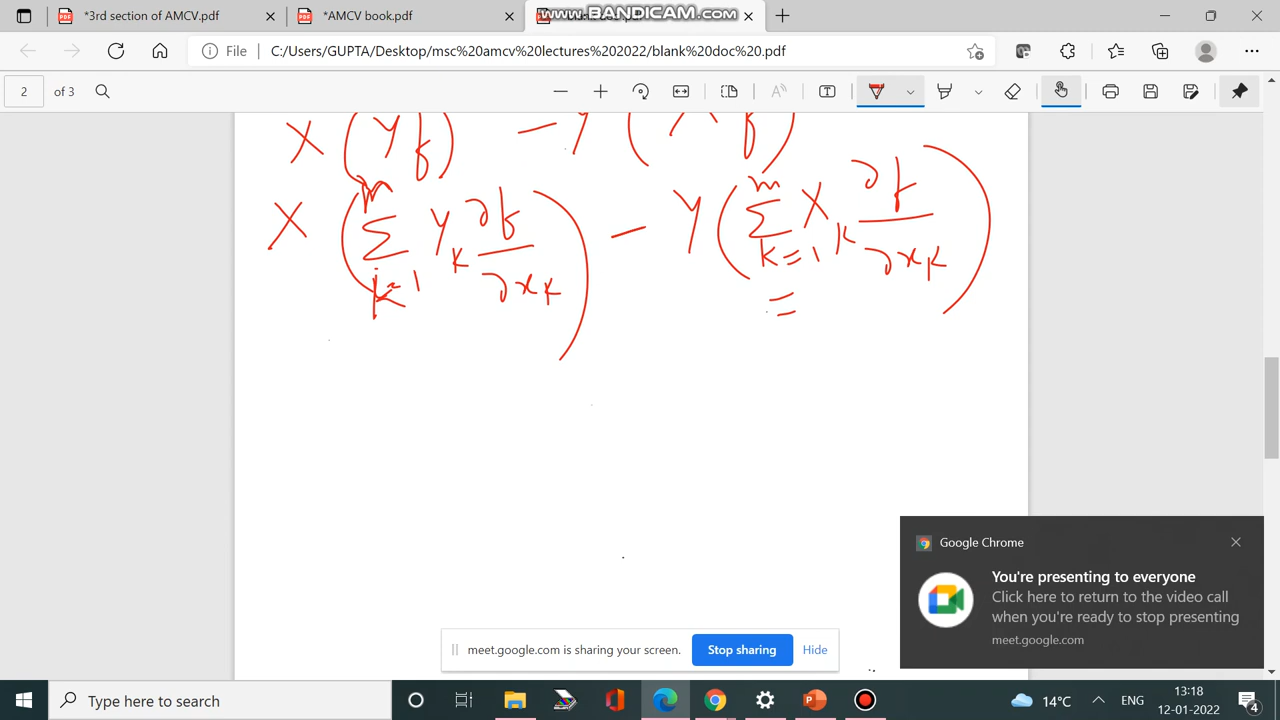 *3rd section of AMCV.pdf
*AMCV book.pdf
www.BANDICAM.com
File C:/Users/GUPTA/Desktop/msc%20amcv%20lectures%202022/blank%20doc%20.pdf
2 of 3
X (Yf) - Y (Xf)
X (∑_{k=1}^{m} Y_k ∂f/∂x_k) - Y (∑_{k=1}^{m} X_k ∂f/∂x_k)
=
Google Chrome
You're presenting to everyone
Click here to return to the video call
when you're ready to stop presenting
meet.google.com
meet.google.com is sharing your screen. Stop sharing Hide
Type here to search
14°C ENG 13:18
12-01-2022
4